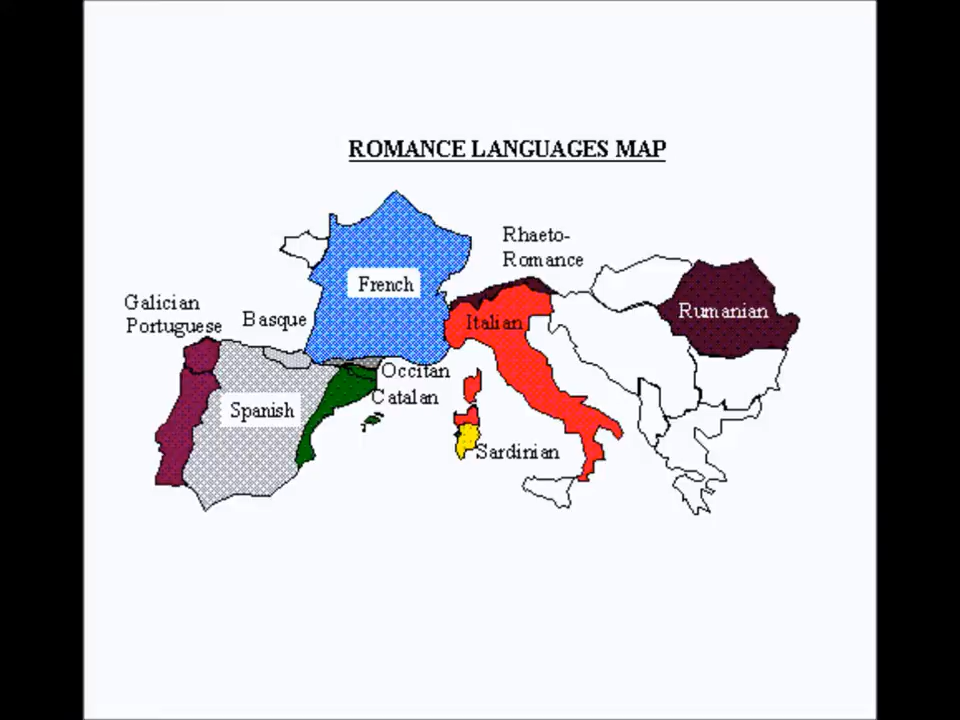 ROMANCE LANGUAGES MAP
Rhaeto-
Romance
French
Galician
Portuguese
Basque
Rumanian
Italian
Occitan
Catalan
Spanish
Sardinian